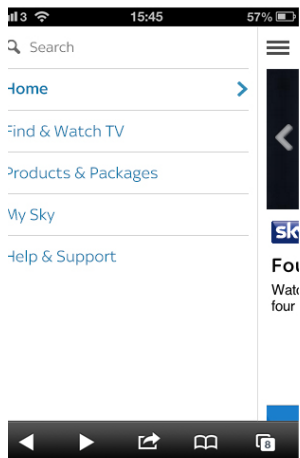 3 15:45 57%
Search
Home
Find & Watch TV
Products & Packages
My Sky
Help & Support
sk
Fou
Watc
four
8